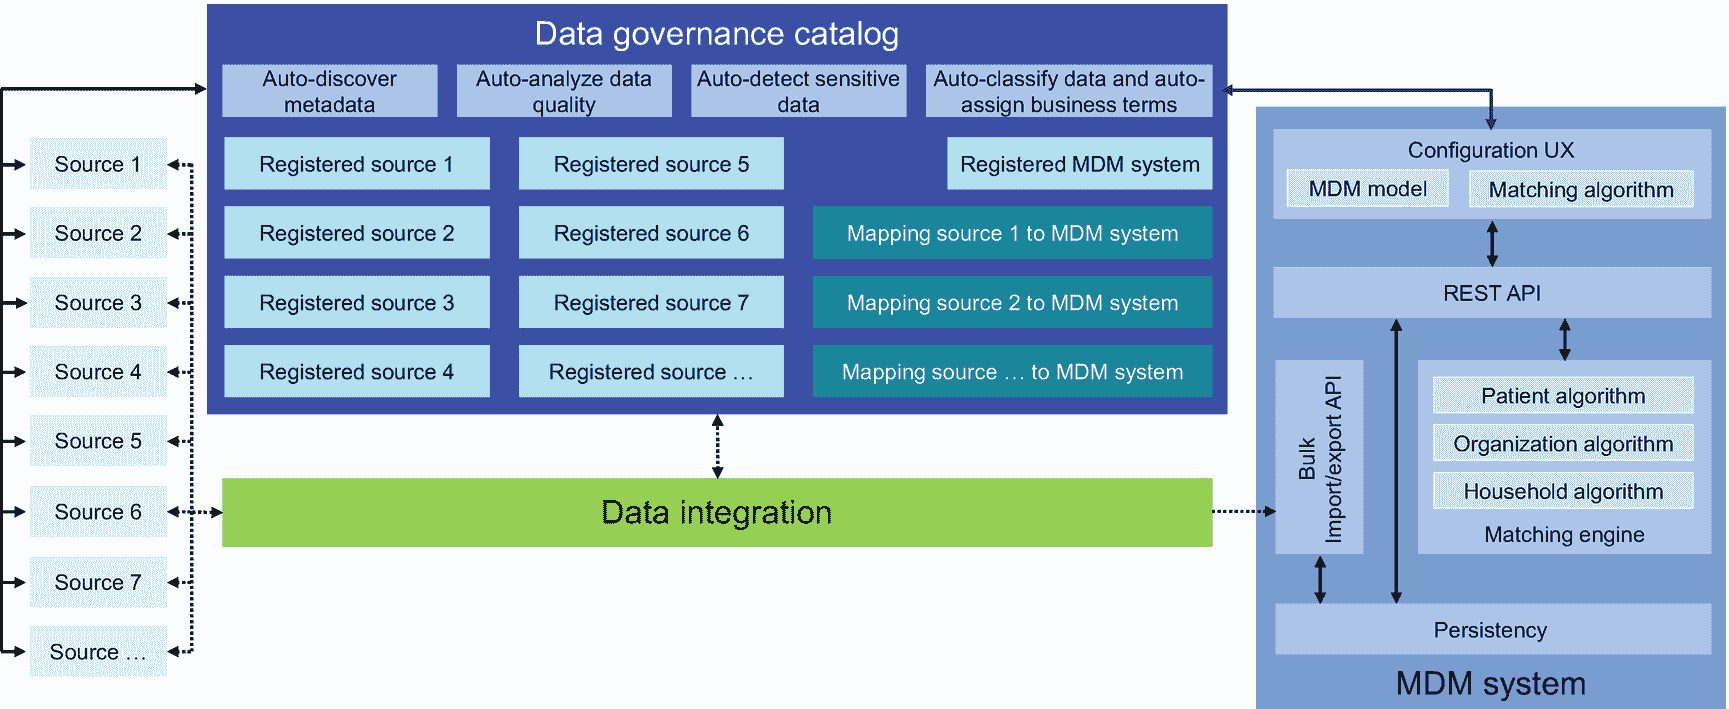 Data governance catalog
Auto-discover
metadata
Auto-analyze data
quality
Auto-detect sensitive
data
Auto-classify data and auto-
assign business terms
Source 1
Source 2
Source 3
Source 4
Source 5
Source 6
Source 7
Source ...
Registered source 1
Registered source 2
Registered source 3
Registered source 4
Registered source 5
Registered source 6
Registered source 7
Registered source ...
Registered MDM system
Mapping source 1 to MDM system
Mapping source 2 to MDM system
Mapping source ... to MDM system
Data integration
Configuration UX
MDM model
Matching algorithm
REST API
Bulk
Import/export API
Patient algorithm
Organization algorithm
Household algorithm
Matching engine
Persistency
MDM system